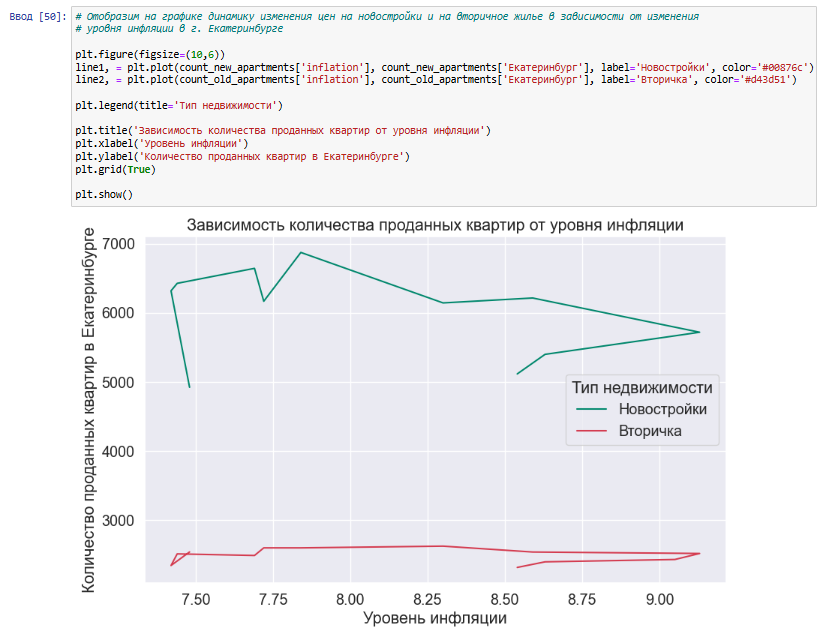 Ввод [50]: # Отобразим на графике динамику изменения цен на новостройки и на вторичное жилье в зависимости от изменения
# уровня инфляции в г. Екатеринбурге
plt.figure(figsize=(10,6))
line1, = plt.plot(count_new_apartments['inflation'], count_new_apartments['Екатеринбург'], label='Новостройки', color='#00876c')
line2, = plt.plot(count_old_apartments['inflation'], count_old_apartments['Екатеринбург'], label='Вторичка', color='#d43d51')
plt.legend(title='Тип недвижимости')
plt.title('Зависимость количества проданных квартир от уровня инфляции')
plt.xlabel('Уровень инфляции')
plt.ylabel('Количество проданных квартир в Екатеринбурге')
plt.grid(True)
plt.show()
Зависимость количества проданных квартир от уровня инфляции
Количество проданных квартир в Екатеринбурге
7000
6000
5000
4000
3000
Тип недвижимости
Новостройки
Вторичка
7.50 7.75 8.00 8.25 8.50 8.75 9.00
Уровень инфляции